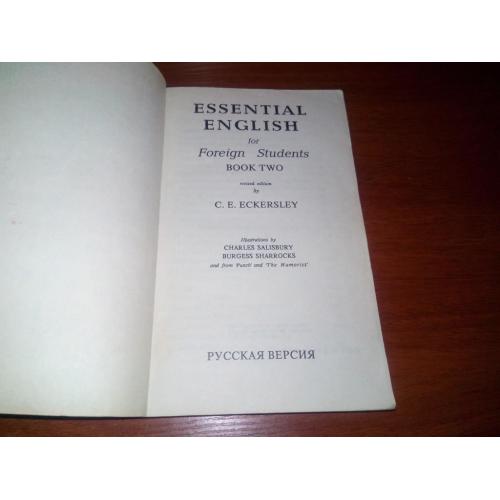 ESSENTIAL
ENGLISH
for
Foreign Students
BOOK TWO
revised edition
by
C. E. ECKERSLEY
Illustrations by
CHARLES SALISBURY
BURGESS SHARROCKS
and from 'Punch' and 'The Humorist'
РУССКАЯ ВЕРСИЯ